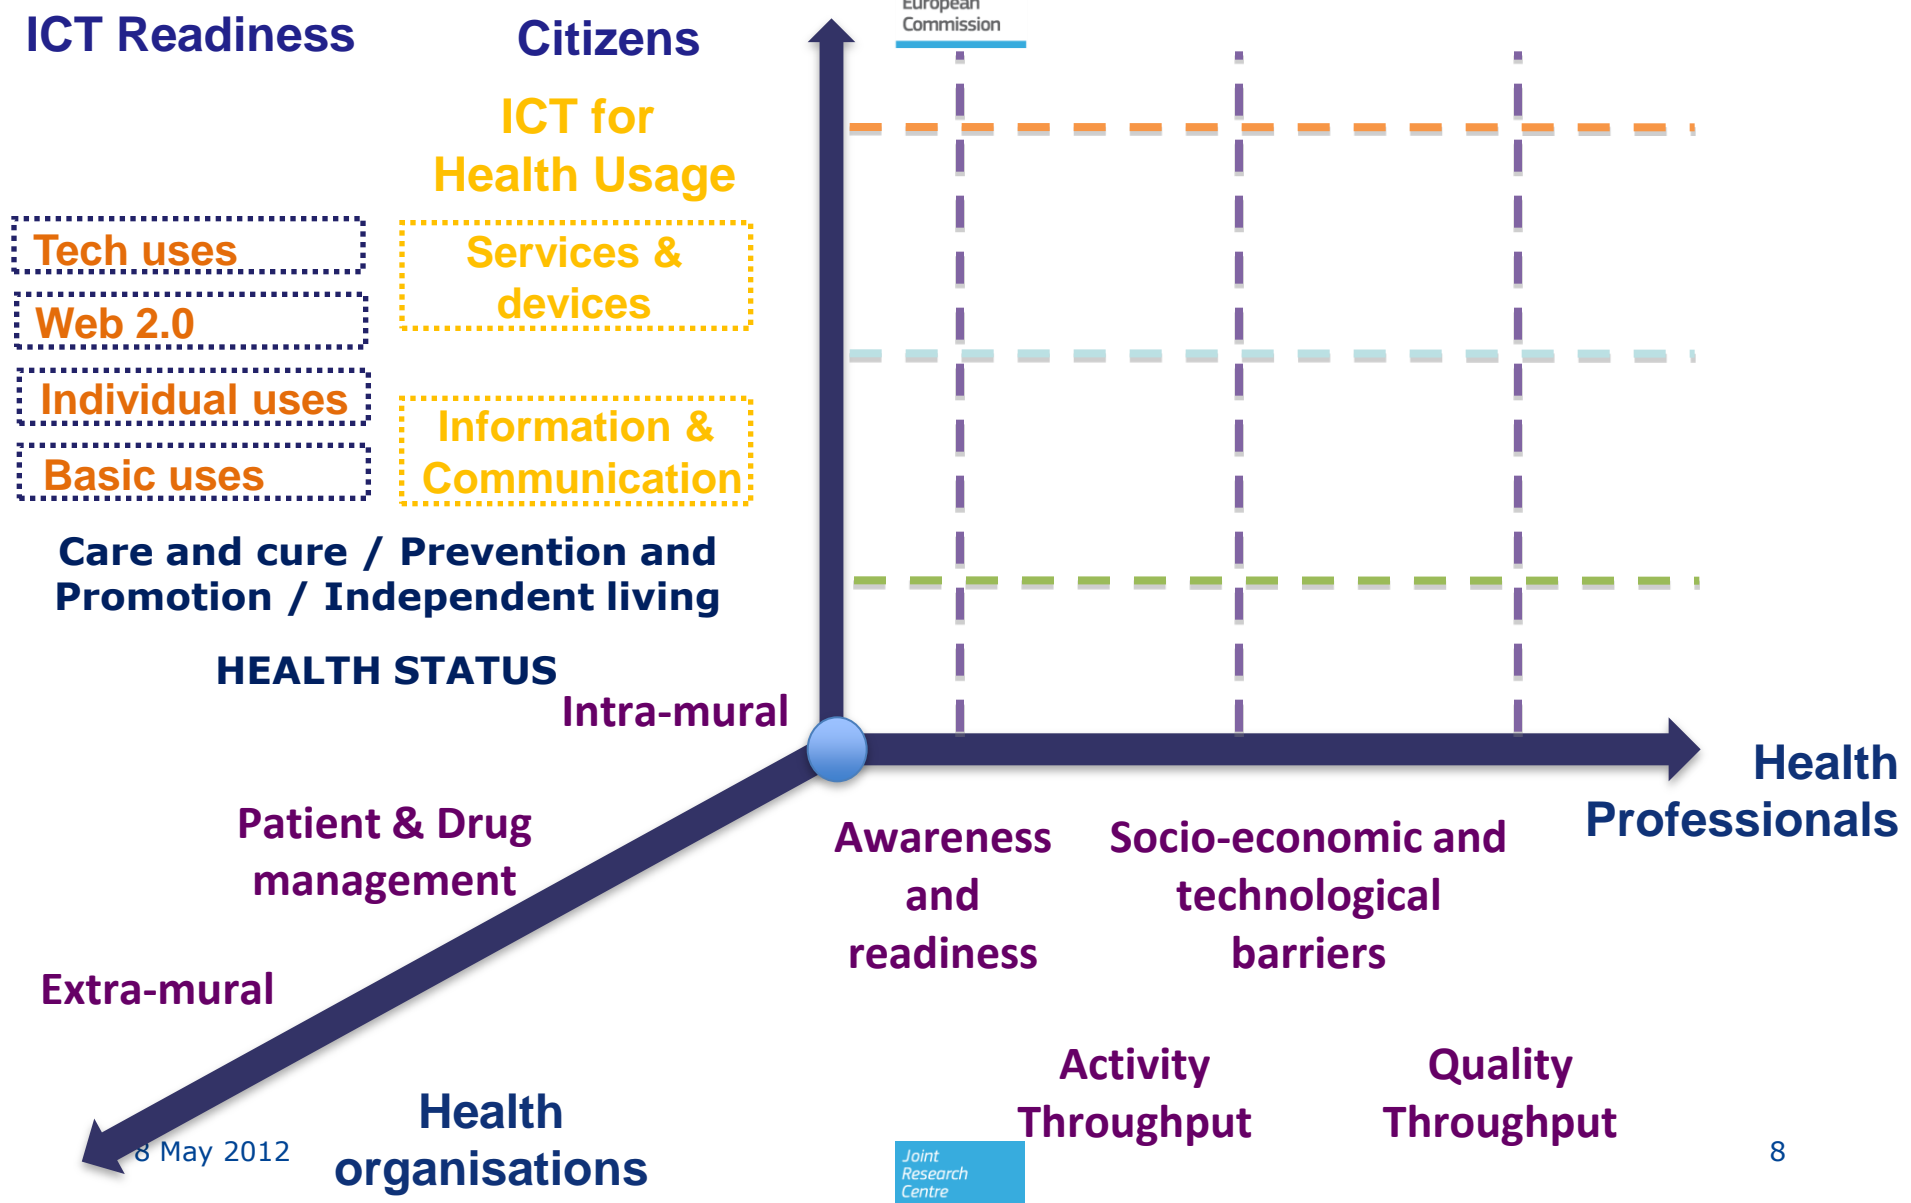 European
Commission
ICT Readiness
Citizens
ICT for
Health Usage
Tech uses
Web 2.0
Individual uses
Basic uses
Services &
devices
Information &
Communication
Care and cure / Prevention and
Promotion / Independent living
HEALTH STATUS
Intra-mural
Patient & Drug
management
Extra-mural
Health
organisations
Health
Professionals
Awareness
and
readiness
Socio-economic and
technological
barriers
Activity
Throughput
Quality
Throughput
8 May 2012
Joint
Research
Centre
8